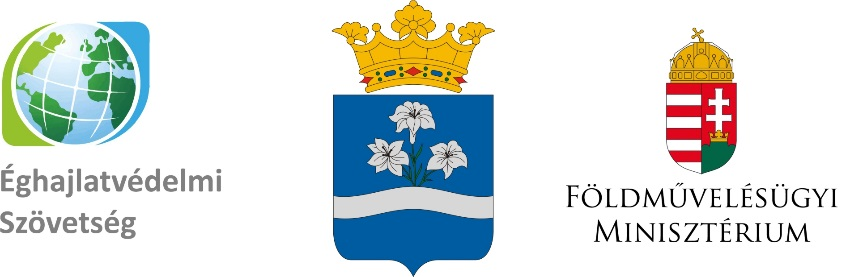 Éghajlatvédelmi
Szövetség
FÖLDMŰVELÉSÜGYI
MINISZTÉRIUM